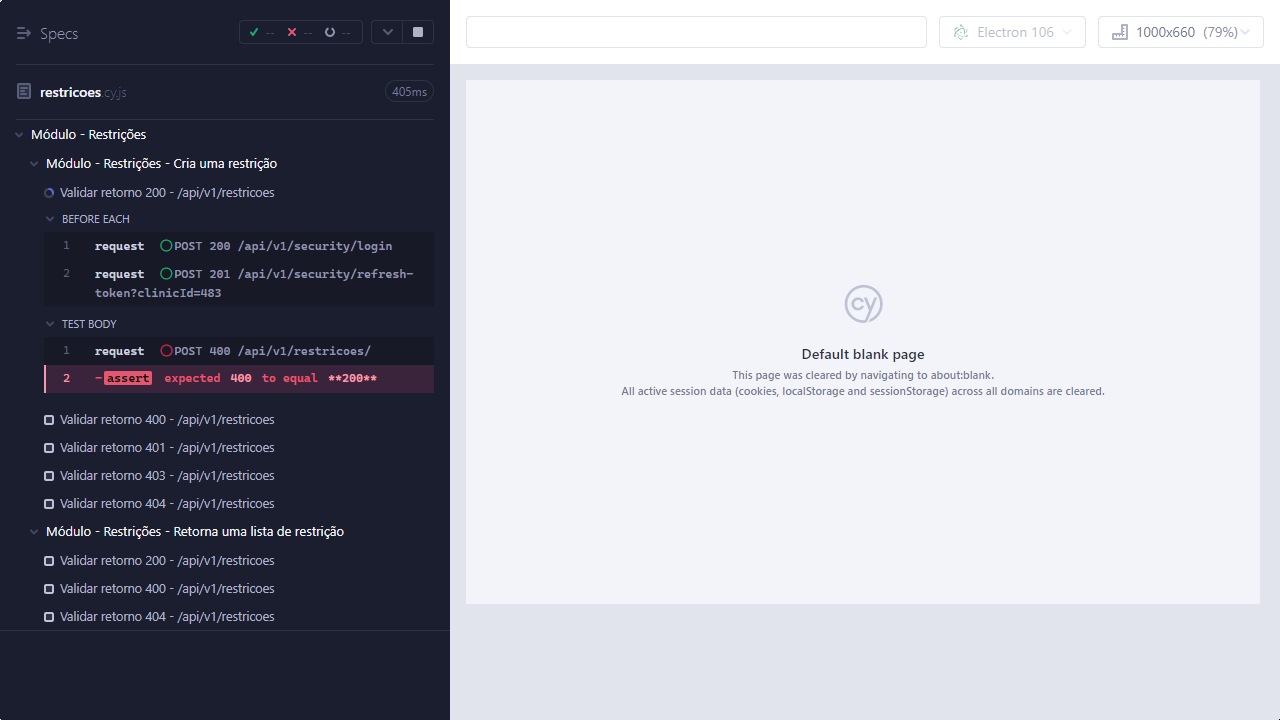 Specs
-- -- --
restricoes.cy.js
405ms
Módulo - Restrições
Módulo - Restrições - Cria uma restrição
Validar retorno 200 - /api/v1/restricoes
BEFORE EACH
1 request POST 200 /api/v1/security/login
2 request POST 201 /api/v1/security/refresh-
token?clinicId=483
TEST BODY
1 request POST 400 /api/v1/restricoes/
2 -assert expected 400 to equal **200**
Validar retorno 400 - /api/v1/restricoes
Validar retorno 401 - /api/v1/restricoes
Validar retorno 403 - /api/v1/restricoes
Validar retorno 404 - /api/v1/restricoes
Módulo - Restrições - Retorna uma lista de restrição
Validar retorno 200 - /api/v1/restricoes
Validar retorno 400 - /api/v1/restricoes
Validar retorno 404 - /api/v1/restricoes
Electron 106
1000x660 (79%)
cy
Default blank page
This page was cleared by navigating to about:blank.
All active session data (cookies, localStorage and sessionStorage) across all domains are cleared.